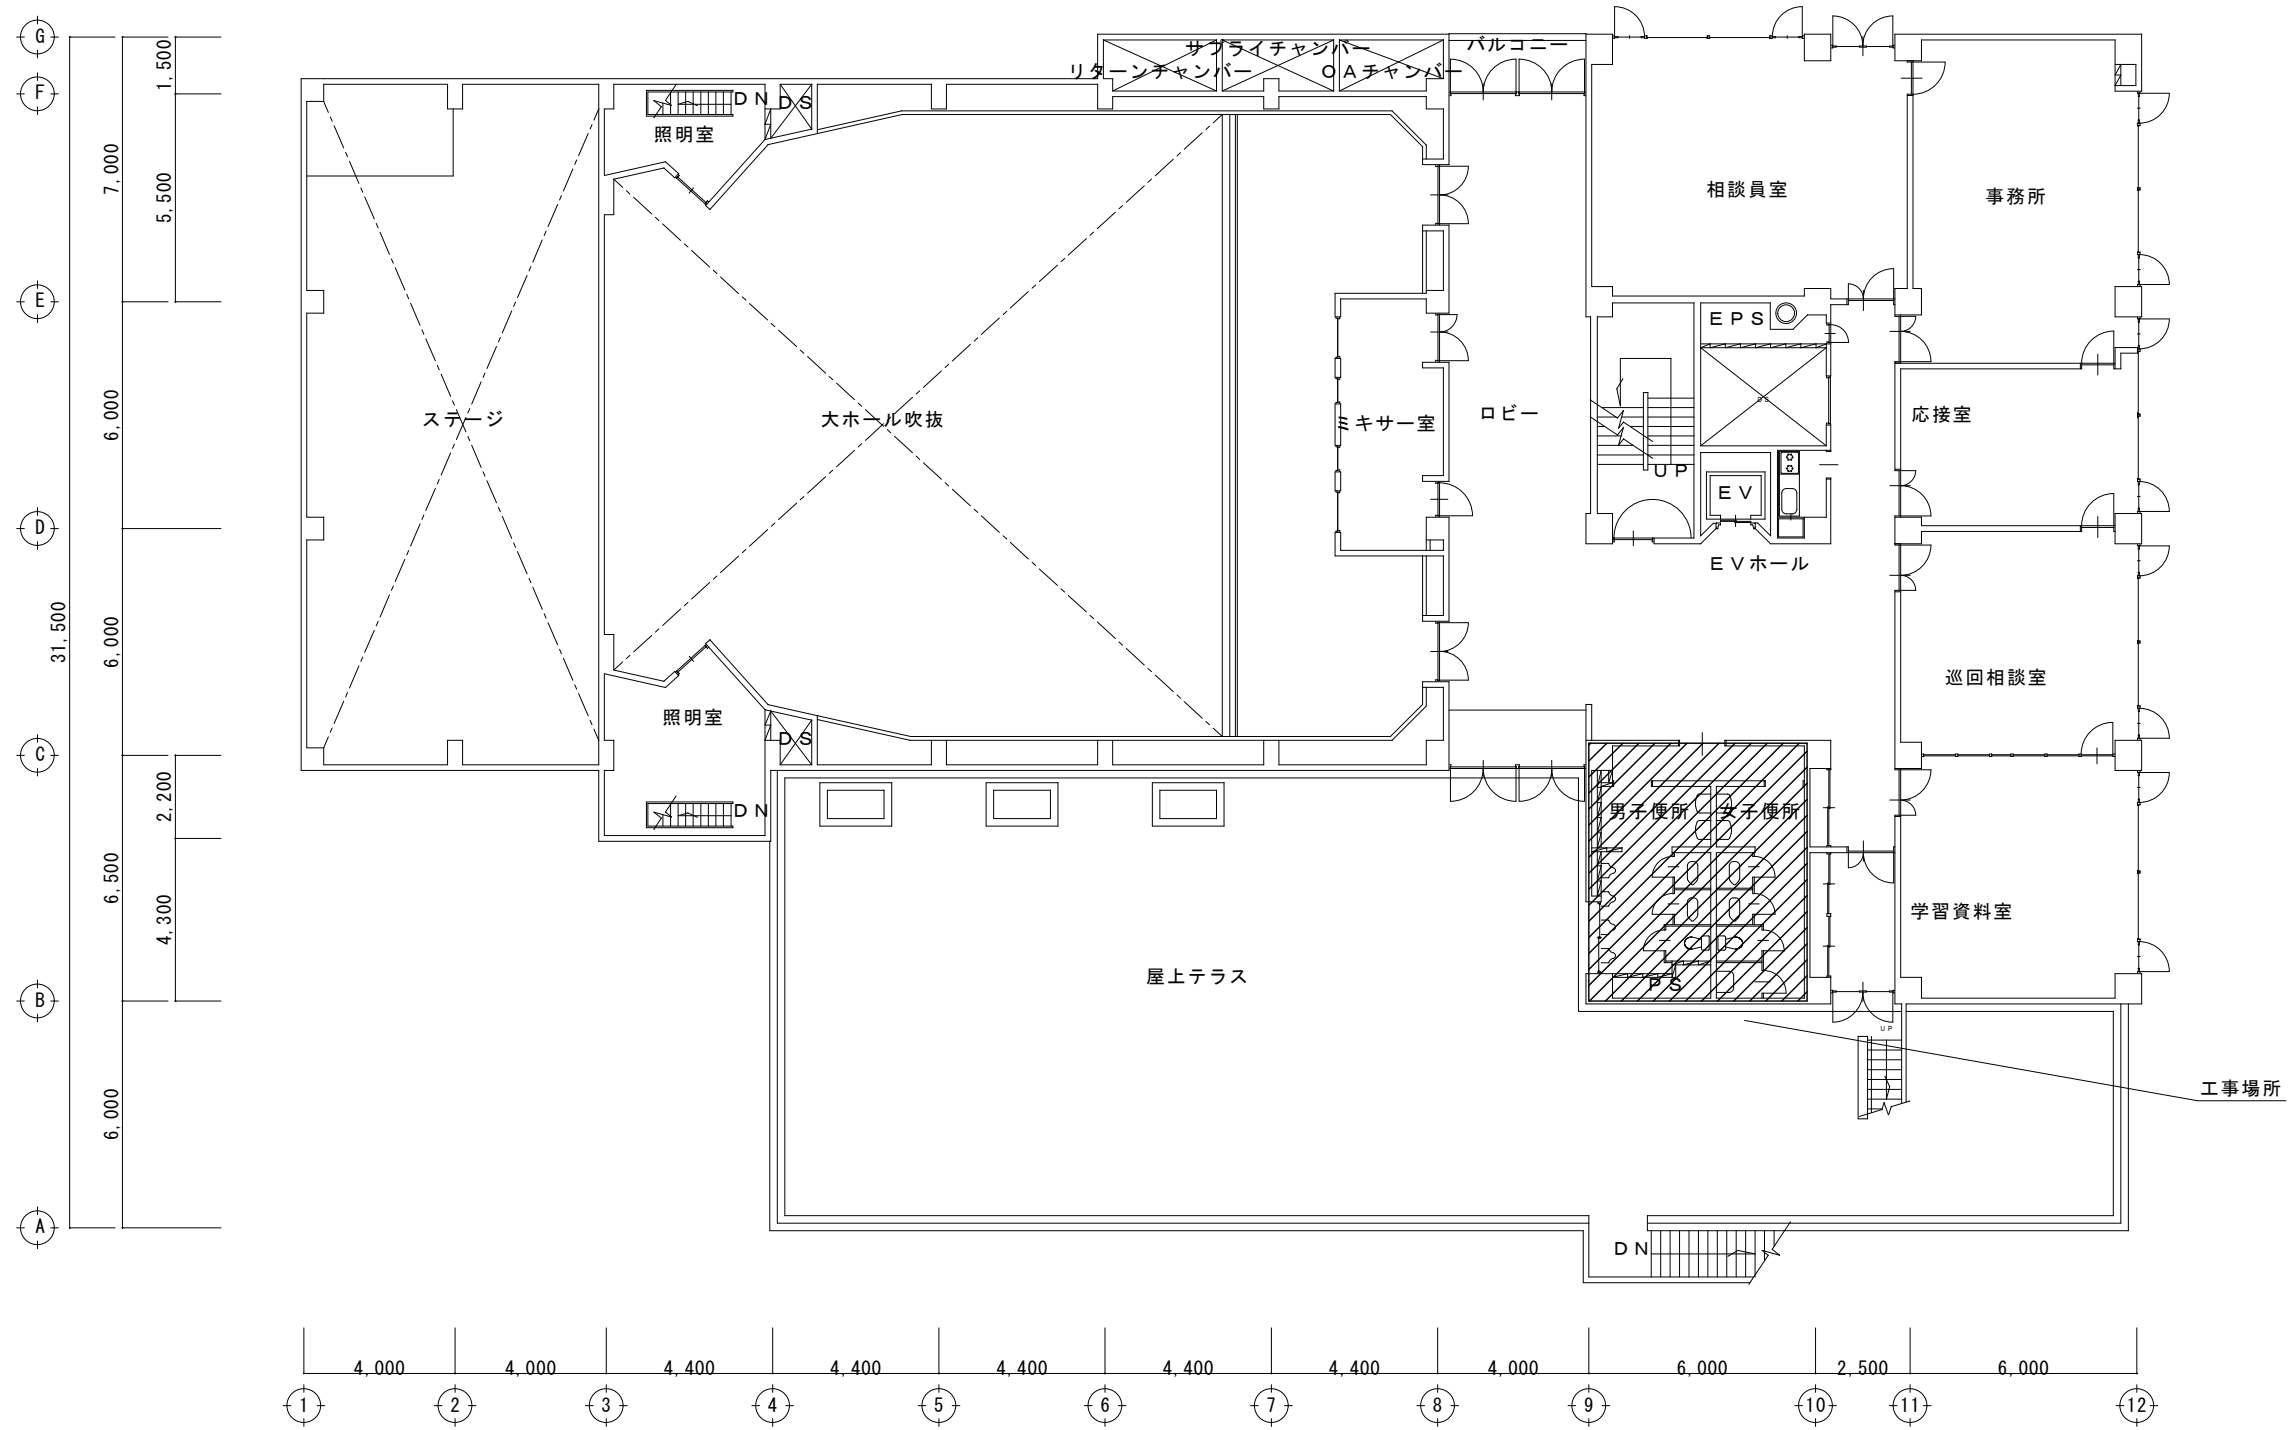 G
F
E
D
C
B
A
1,500
7,000
5,500
6,000
31,500
6,000
2,200
6,500
4,300
6,000
サプライチャンバー
バルコニー
リターンチャンバー
OAチャンバー
DN
DS
照明室
相談員室
事務所
EPS
ステージ
大ホール吹抜
ミキサー室
ロビー
DS
応接室
UP
EV
EVホール
巡回相談室
照明室
DS
DN
男子便所
女子便所
学習資料室
屋上テラス
PS
UP
工事場所
DN
4,000
4,000
4,400
4,400
4,400
4,400
4,400
4,000
6,000
2,500
6,000
1
2
3
4
5
6
7
8
9
10
11
12